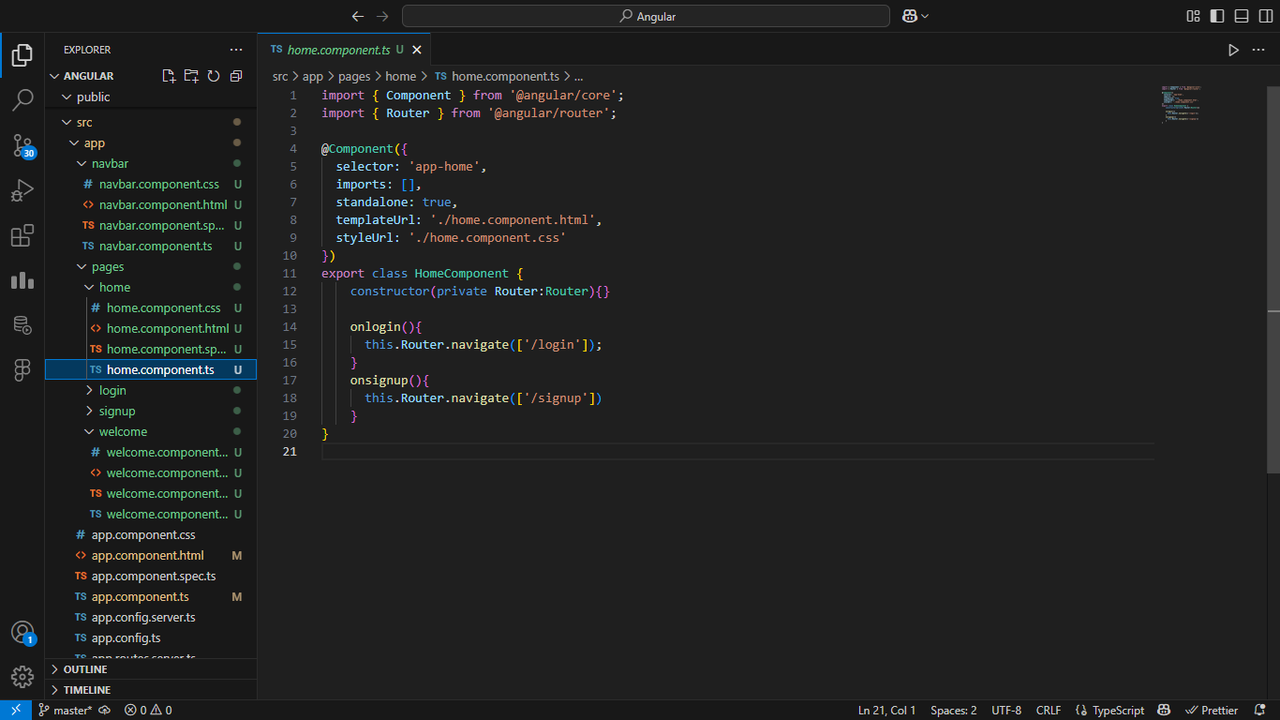 Angular
EXPLORER
ANGULAR
public
src
app
navbar
# navbar.component.css U
<> navbar.component.html U
TS navbar.component.sp... U
TS navbar.component.ts U
pages
home
# home.component.css U
<> home.component.html U
TS home.component.sp... U
TS home.component.ts U
login
signup
welcome
# welcome.component... U
<> welcome.component... U
TS welcome.component... U
TS welcome.component... U
# app.component.css
<> app.component.html M
TS app.component.spec.ts
TS app.component.ts M
TS app.config.server.ts
TS app.config.ts
TS app.routes.server.ts
OUTLINE
TIMELINE
30
1
TS home.component.ts U
src > app > pages > home > TS home.component.ts > ...
1 import { Component } from '@angular/core';
2 import { Router } from '@angular/router';
3
4 @Component({
5 selector: 'app-home',
6 imports: [],
7 standalone: true,
8 templateUrl: './home.component.html',
9 styleUrl: './home.component.css'
10 })
11 export class HomeComponent {
12 constructor(private Router:Router){}
13
14 onlogin(){
15 this.Router.navigate(['/login']);
16 }
17 onsignup(){
18 this.Router.navigate(['/signup'])
19 }
20 }
21
master* 0 0 Ln 21, Col 1 Spaces: 2 UTF-8 CRLF {} TypeScript Prettier